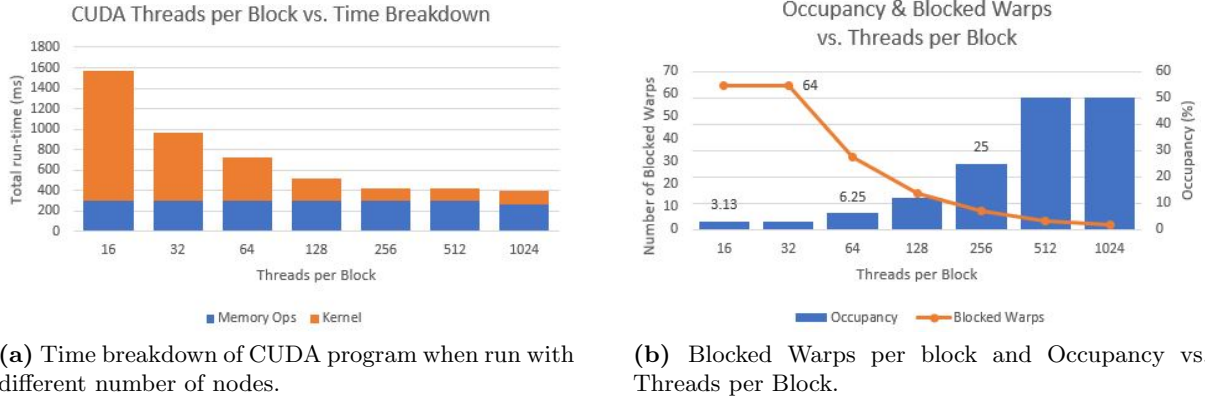 CUDA Threads per Block vs. Time Breakdown
Total run-time (ms)
1800
1600
1400
1200
1000
800
600
400
200
0
16 32 64 128 256 512 1024
Threads per Block
Memory Ops Kernel
(a) Time breakdown of CUDA program when run with
different number of nodes.
Occupancy & Blocked Warps
vs. Threads per Block
Number of Blocked Warps
70
60
50
40
30
20
10
0
3.13
64
6.25
25
60
50
40
30
20
10
0
Occupancy (%)
16 32 64 128 256 512 1024
Threads per Block
Occupancy Blocked Warps
(b) Blocked Warps per block and Occupancy vs.
Threads per Block.